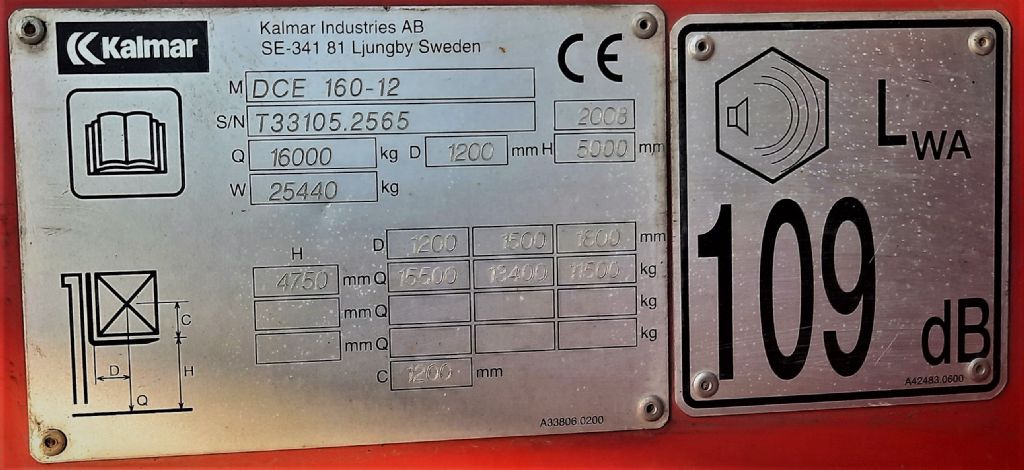 Kalmar
Kalmar Industries AB
SE-341 81 Ljungby Sweden
CE
M DCE 160-12
S/N T33105.2565 2008
Q 16000 kg D 1200 mm H 5000 mm
W 25440 kg
H D 1200 1500 1800 mm
4750 mm Q 15500 13400 11500 kg
mm Q kg
mm Q kg
C 1200 mm
C
D H
Q
A33806.0200
LWA
109 dB
A42483.0600